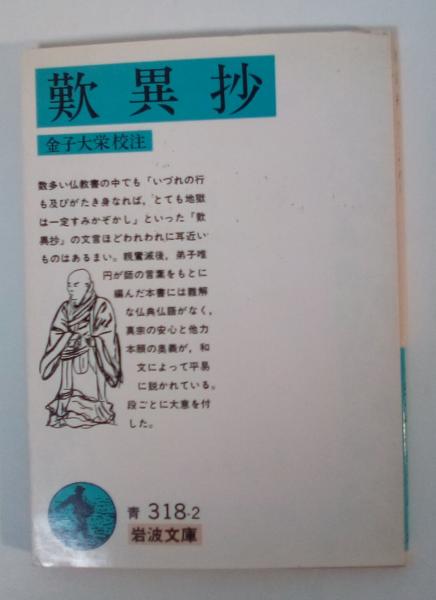 歎異抄
金子大栄校注
数多い仏教書の中でも「いづれの行
も及びがたき身なれば，とても地獄
は一定すみかぞかし」といった「歎
異抄」の文言ほどわれわれに耳近い
ものはあるまい。親鸞滅後，弟子唯
円が師の言葉をもとに
編んだ本書には難解
な仏典仏語がなく，
真宗の安心と他力
本願の奥義が，和
文によって平易
に説かれている。
段ごとに大意を付
した。
青 318-2
岩波文庫